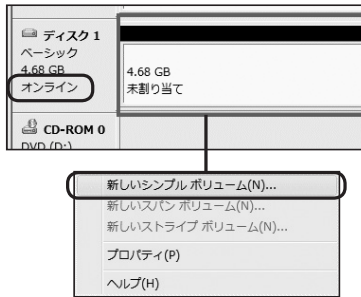 ディスク 1
ベーシック
4.68 GB
オンライン
4.68 GB
未割り当て
CD-ROM 0
DVD (D:)
新しいシンプル ボリューム(N)...
新しいスパン ボリューム(N)...
新しいストライプ ボリューム(N)...
プロパティ(P)
ヘルプ(H)